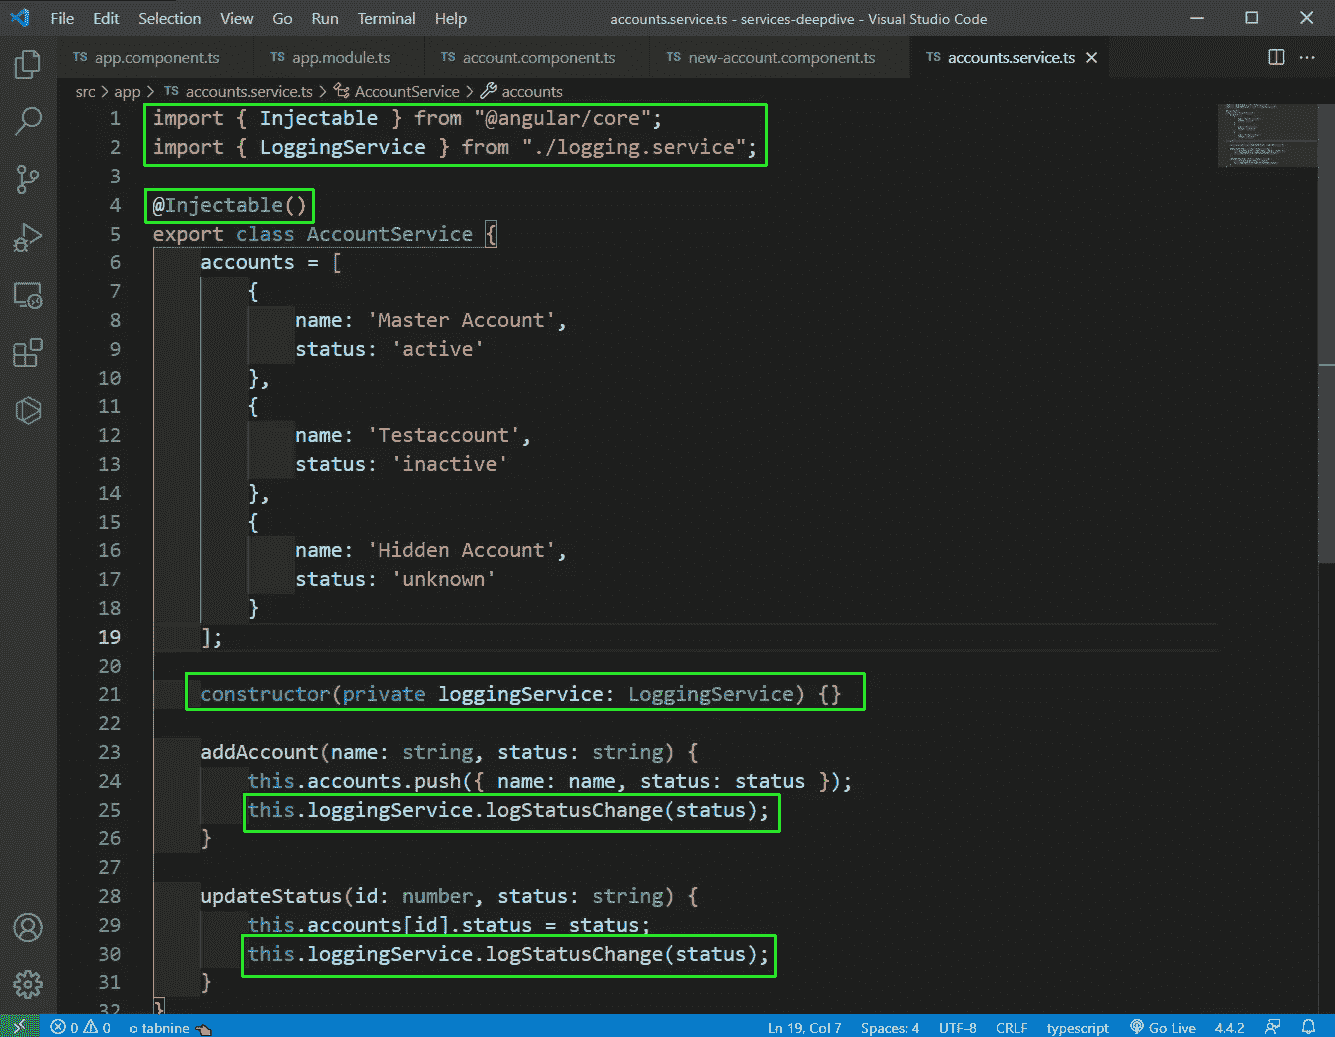 File Edit Selection View Go Run Terminal Help accounts.service.ts - services-deepdive - Visual Studio Code
TS app.component.ts TS app.module.ts TS account.component.ts TS new-account.component.ts TS accounts.service.ts
src > app > TS accounts.service.ts > AccountService > accounts
1 import { Injectable } from "@angular/core";
2 import { LoggingService } from "./logging.service";
3
4 @Injectable()
5 export class AccountService {
6 accounts = [
7 {
8 name: 'Master Account',
9 status: 'active'
10 },
11 {
12 name: 'Testaccount',
13 status: 'inactive'
14 },
15 {
16 name: 'Hidden Account',
17 status: 'unknown'
18 }
19 ];
20
21 constructor(private loggingService: LoggingService) {}
22
23 addAccount(name: string, status: string) {
24 this.accounts.push({ name: name, status: status });
25 this.loggingService.logStatusChange(status);
26 }
27
28 updateStatus(id: number, status: string) {
29 this.accounts[id].status = status;
30 this.loggingService.logStatusChange(status);
31 }
32 }
0 0 tabnine Ln 19, Col 7 Spaces: 4 UTF-8 CRLF typescript Go Live 4.4.2